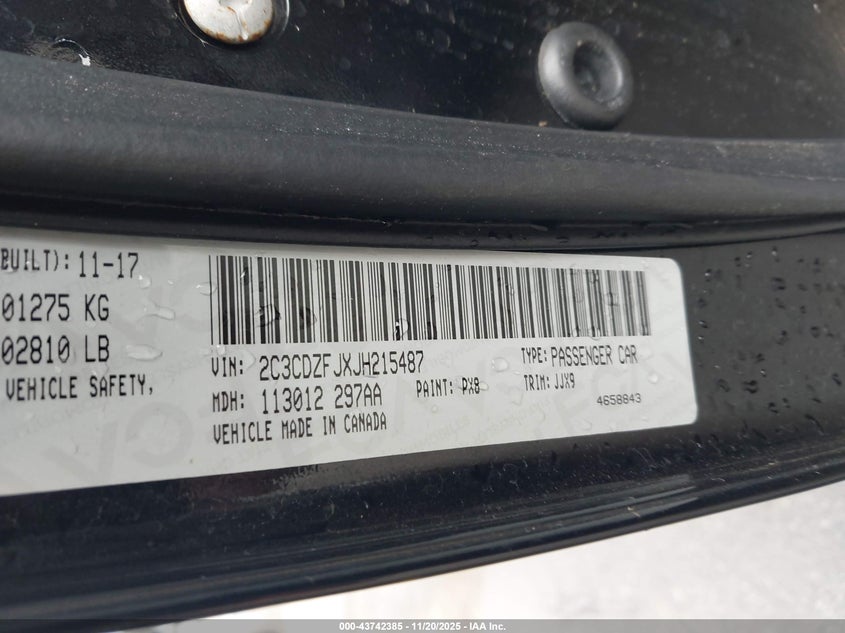 BUILT): 11-17
01275 KG
02810 LB
VEHICLE SAFETY,
VIN: 2C3CDZFJXJH215487 TYPE: PASSENGER CAR
MDH: 113012 297AA PAINT: PX8 TRIM: JJX9
VEHICLE MADE IN CANADA 4658843
000-43742385 - 11/20/2025 - IAA Inc.